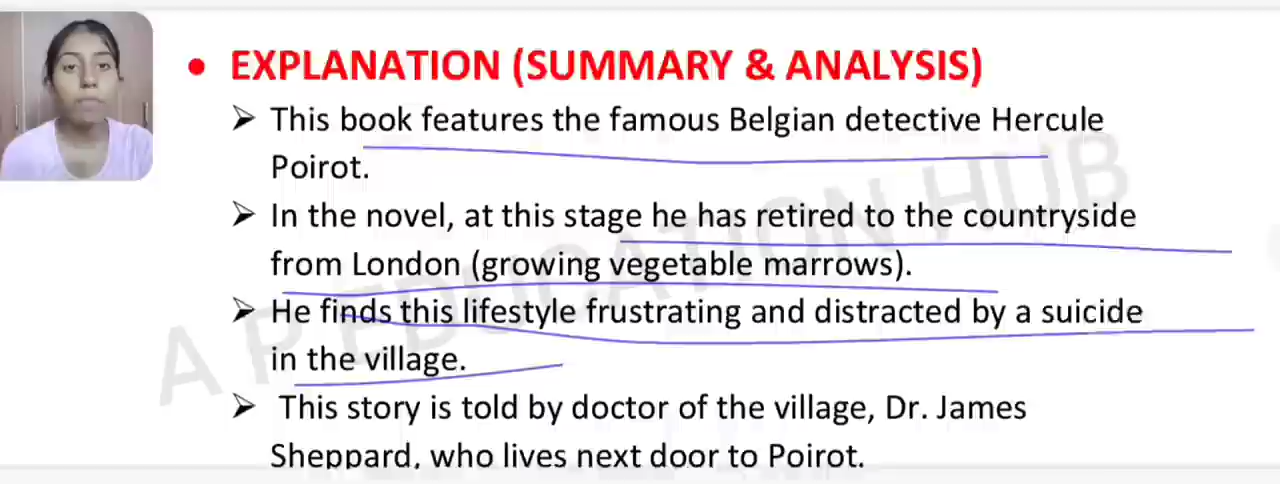 • EXPLANATION (SUMMARY & ANALYSIS)
➢ This book features the famous Belgian detective Hercule
Poirot.
➢ In the novel, at this stage he has retired to the countryside
from London (growing vegetable marrows).
➢ He finds this lifestyle frustrating and distracted by a suicide
in the village.
➢ This story is told by doctor of the village, Dr. James
Sheppard, who lives next door to Poirot.
A P EDUCATION HUB